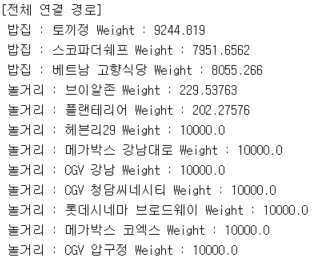 [전체 연결 경로]
밥집 : 토끼정 Weight : 9244.819
밥집 : 스코파더쉐프 Weight : 7951.6562
밥집 : 베트남 고향식당 Weight : 8055.266
놀거리 : 브이알존 Weight : 229.53763
놀거리 : 플랜테리어 Weight : 202.27576
놀거리 : 헤븐리29 Weight : 10000.0
놀거리 : 메가박스 강남대로 Weight : 10000.0
놀거리 : CGV 강남 Weight : 10000.0
놀거리 : CGV 청담씨네시티 Weight : 10000.0
놀거리 : 롯데시네마 브로드웨이 Weight : 10000.0
놀거리 : 메가박스 코엑스 Weight : 10000.0
놀거리 : CGV 압구정 Weight : 10000.0